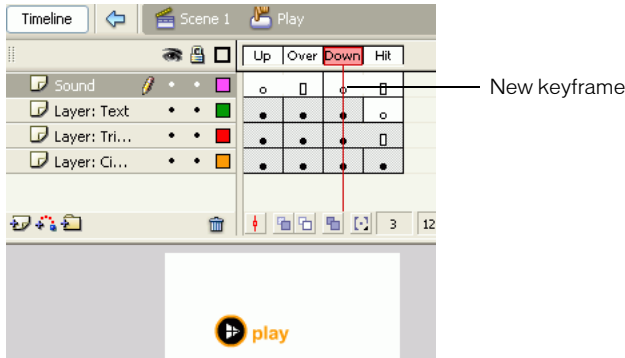 Timeline Scene 1 Play
Up Over Down Hit
Sound
New keyframe
Layer: Text
Layer: Tri...
Layer: Ci...
3 12
play